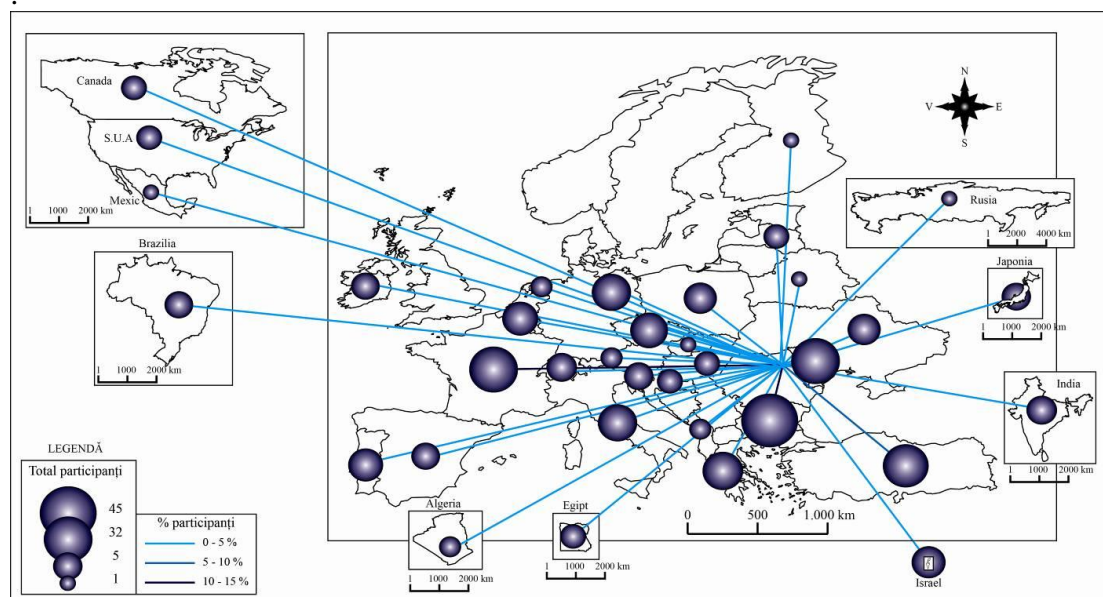 .
Canada
S.U.A
Mexic
1 1000 2000 km
Brazilia
1 1000 2000 km
N
V E
S
Rusia
1 2000 4000 km
Japonia
1 1000 2000 km
India
1 1000 2000 km
LEGENDĂ
Total participanți
45
32
5
1
% participanți
0 - 5 %
5 - 10 %
10 - 15 %
Algeria
1 1000 2000 km
Egipt
1 1000 2000 km
0 500 1.000 km
Israel